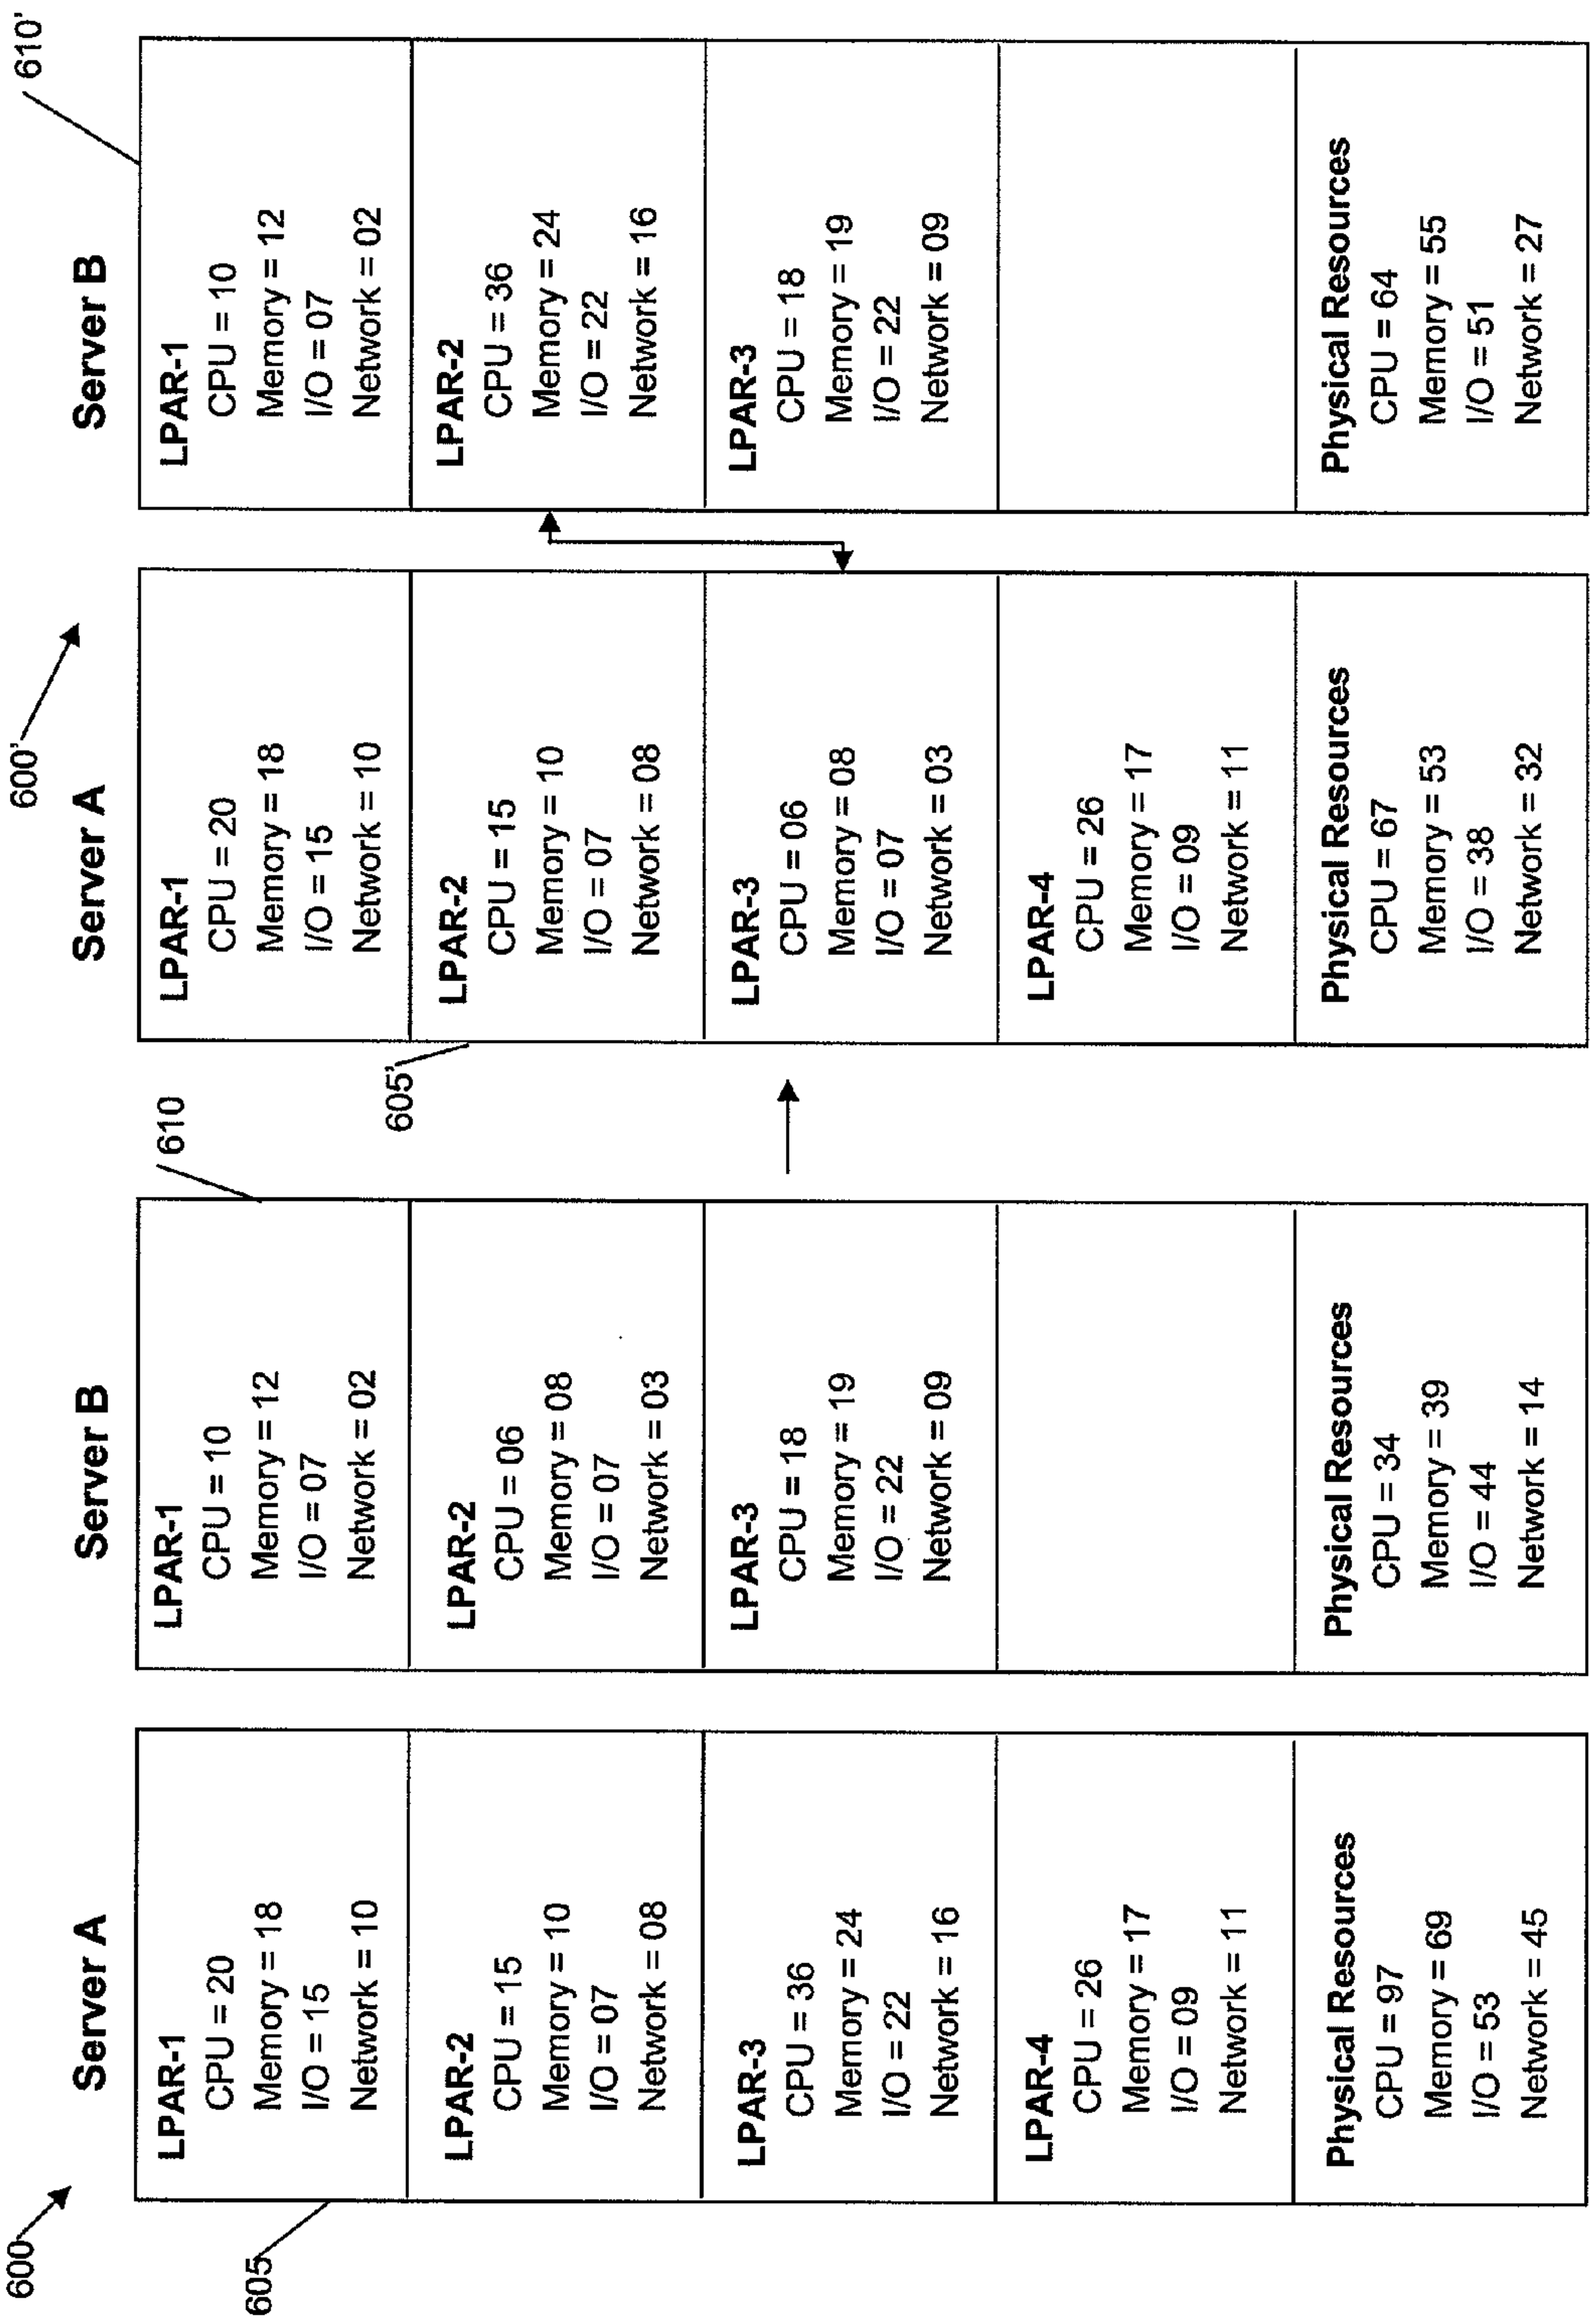 600
605
Server A
LPAR-1
CPU = 20
Memory = 18
I/O = 15
Network = 10
LPAR-2
CPU = 15
Memory = 10
I/O = 07
Network = 08
LPAR-3
CPU = 36
Memory = 24
I/O = 22
Network = 16
LPAR-4
CPU = 26
Memory = 17
I/O = 09
Network = 11
Physical Resources
CPU = 97
Memory = 69
I/O = 53
Network = 45
Server B
610
LPAR-1
CPU = 10
Memory = 12
I/O = 07
Network = 02
LPAR-2
CPU = 06
Memory = 08
I/O = 07
Network = 03
LPAR-3
CPU = 18
Memory = 19
I/O = 22
Network = 09
Physical Resources
CPU = 34
Memory = 39
I/O = 44
Network = 14
600'
605'
Server A
LPAR-1
CPU = 20
Memory = 18
I/O = 15
Network = 10
LPAR-2
CPU = 15
Memory = 10
I/O = 07
Network = 08
LPAR-3
CPU = 06
Memory = 08
I/O = 07
Network = 03
LPAR-4
CPU = 26
Memory = 17
I/O = 09
Network = 11
Physical Resources
CPU = 67
Memory = 53
I/O = 38
Network = 32
Server B
610'
LPAR-1
CPU = 10
Memory = 12
I/O = 07
Network = 02
LPAR-2
CPU = 36
Memory = 24
I/O = 22
Network = 16
LPAR-3
CPU = 18
Memory = 19
I/O = 22
Network = 09
Physical Resources
CPU = 64
Memory = 55
I/O = 51
Network = 27